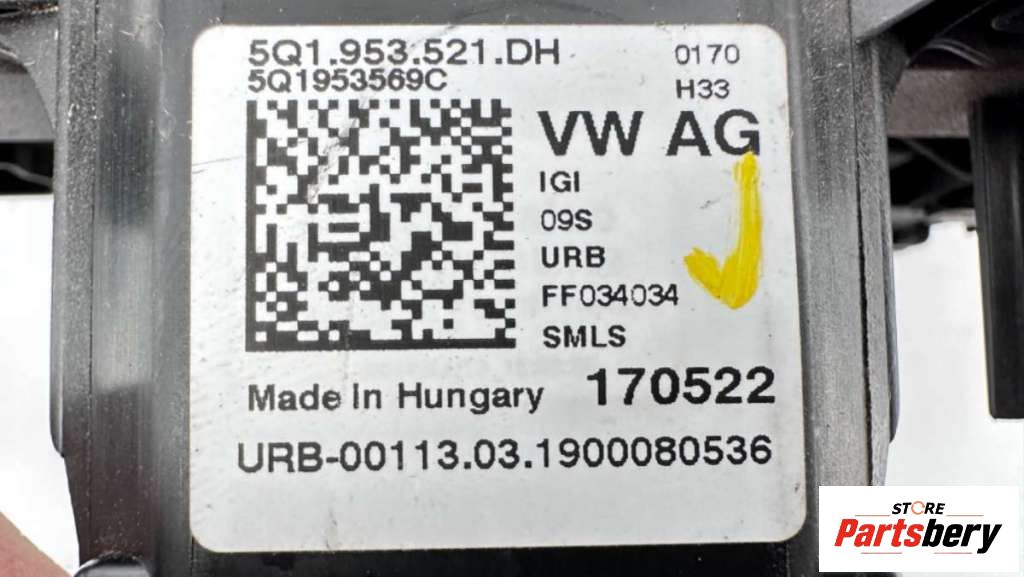 5Q1.953.521.DH
0170
5Q1953569C
H33
VW AG
IGI
09S
URB
FF034034
SMLS
Made In Hungary 170522
URB-00113.03.1900080536
STORE
Partsbery